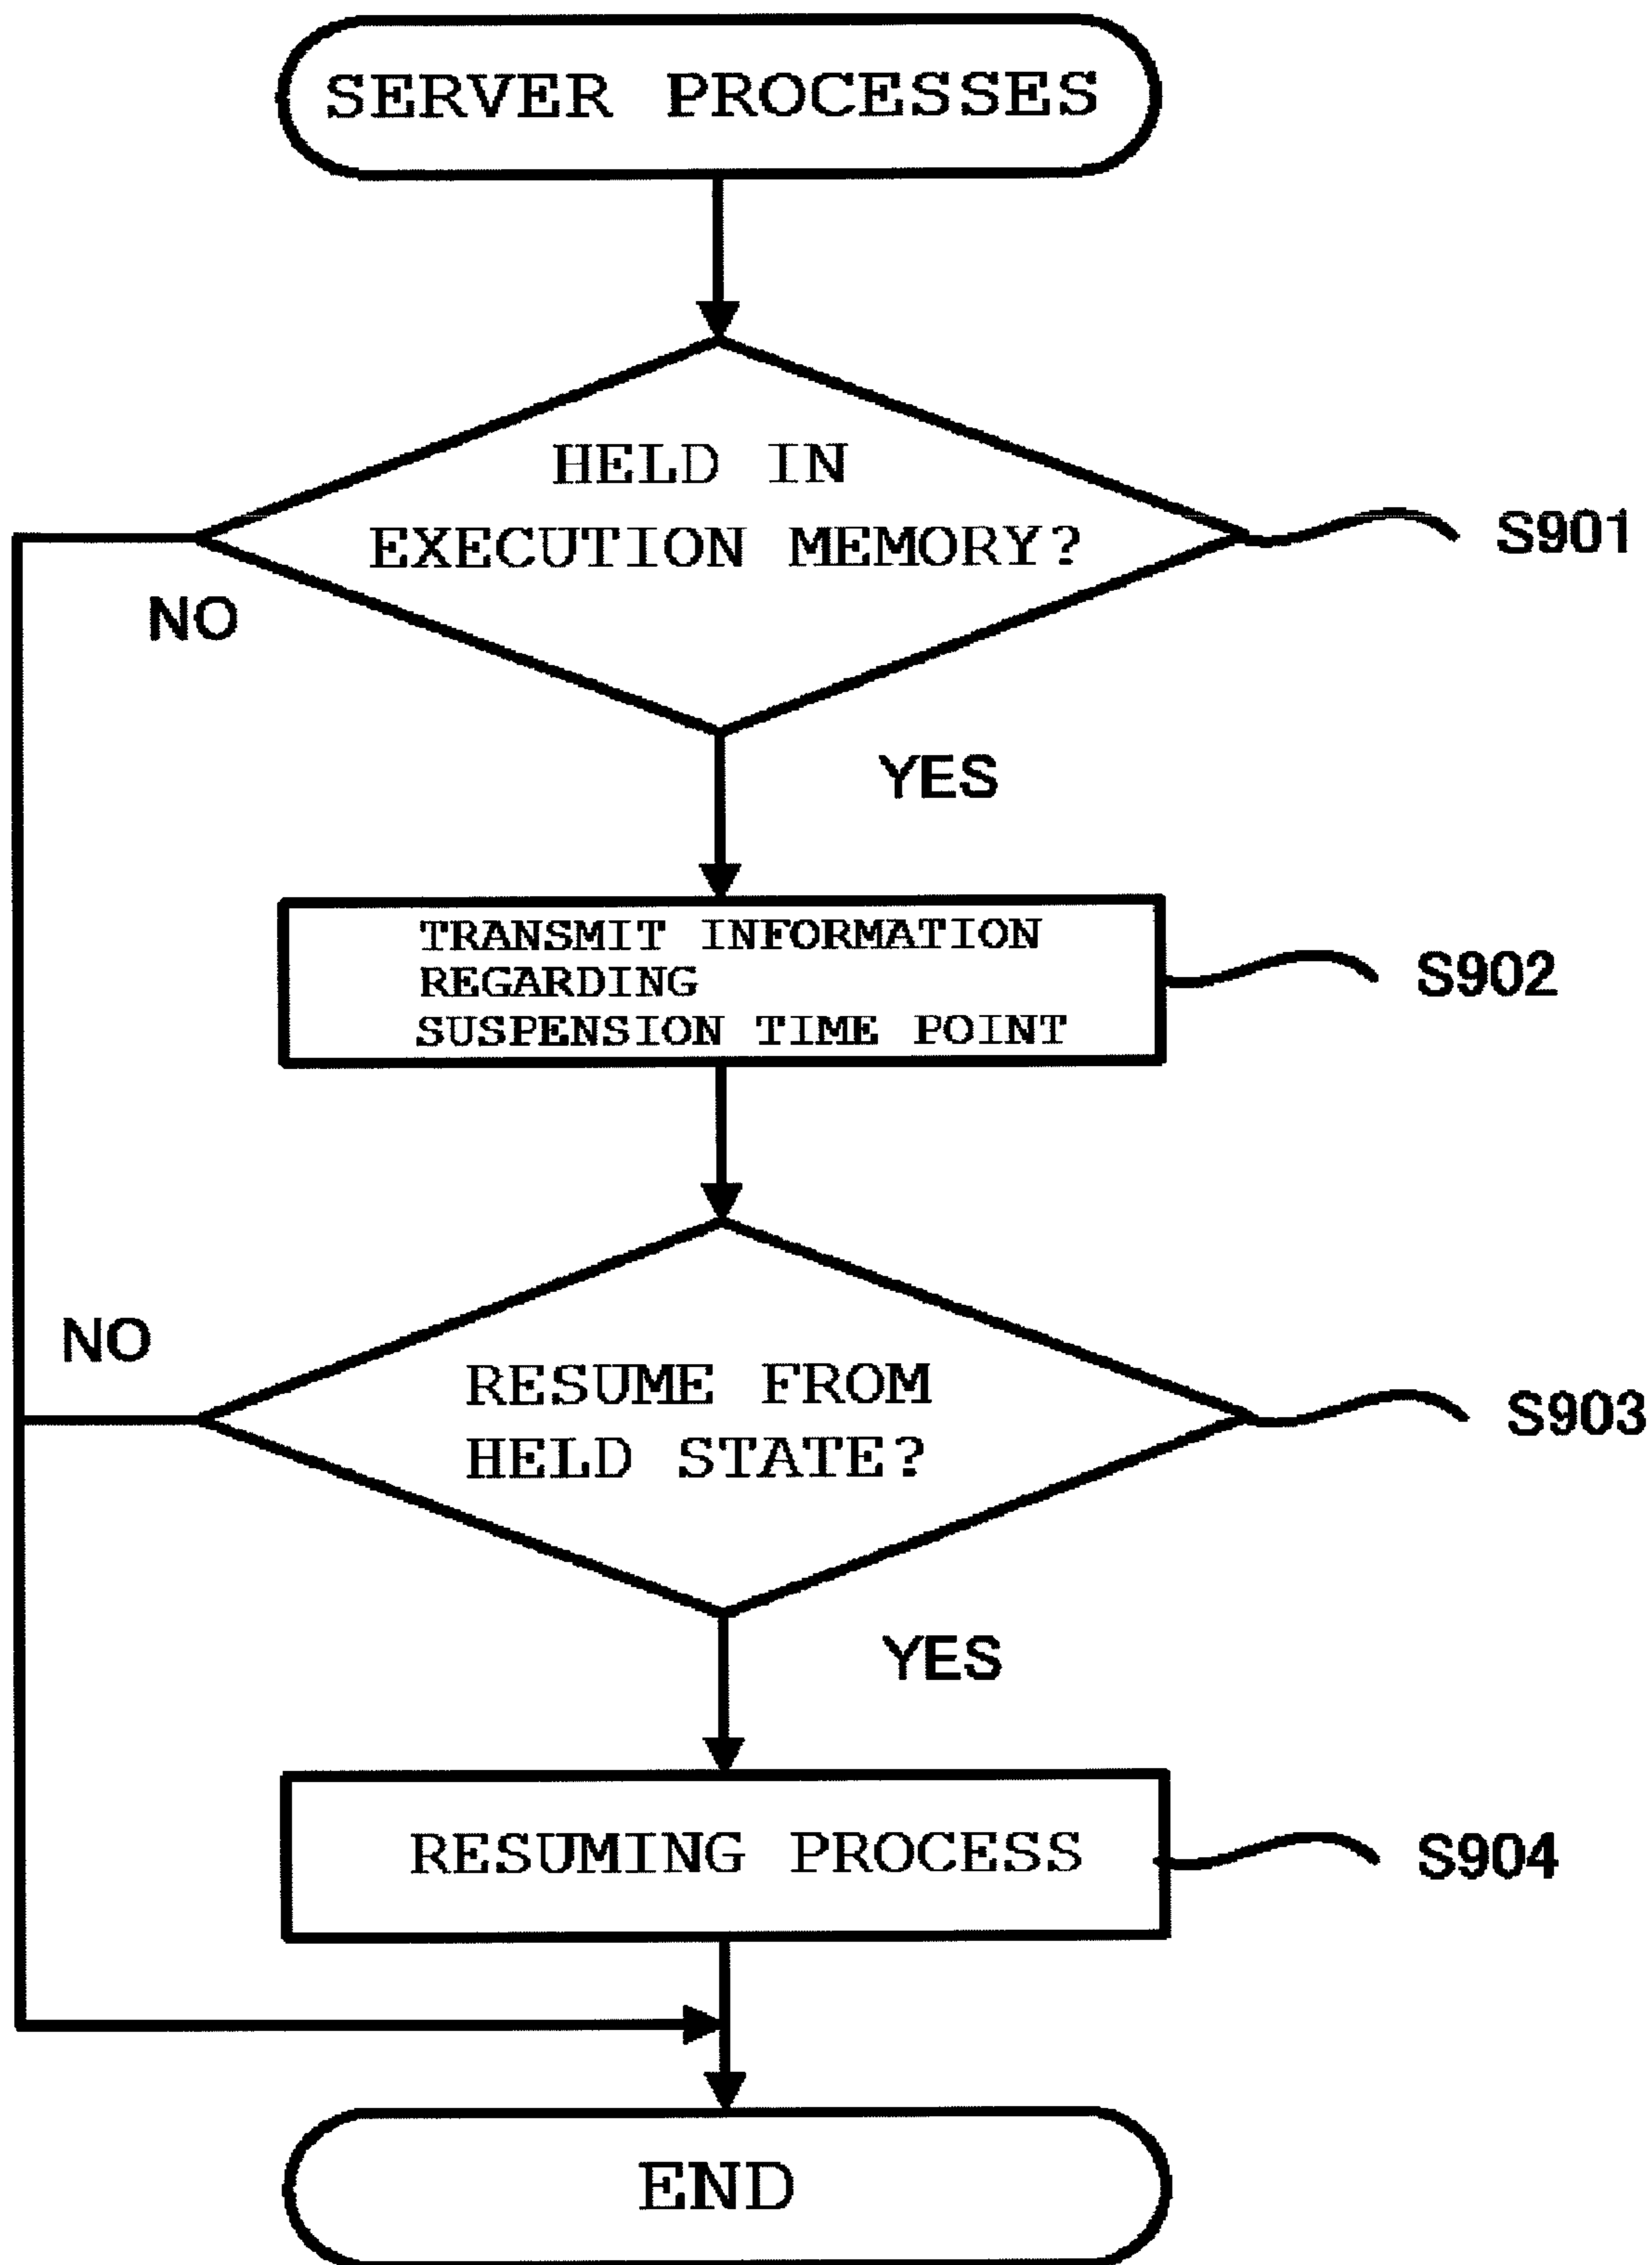 SERVER PROCESSES
HELD IN
EXECUTION MEMORY?
S901
NO
YES
TRANSMIT INFORMATION
REGARDING
SUSPENSION TIME POINT
S902
NO
RESUME FROM
HELD STATE?
S903
YES
RESUMING PROCESS
S904
END